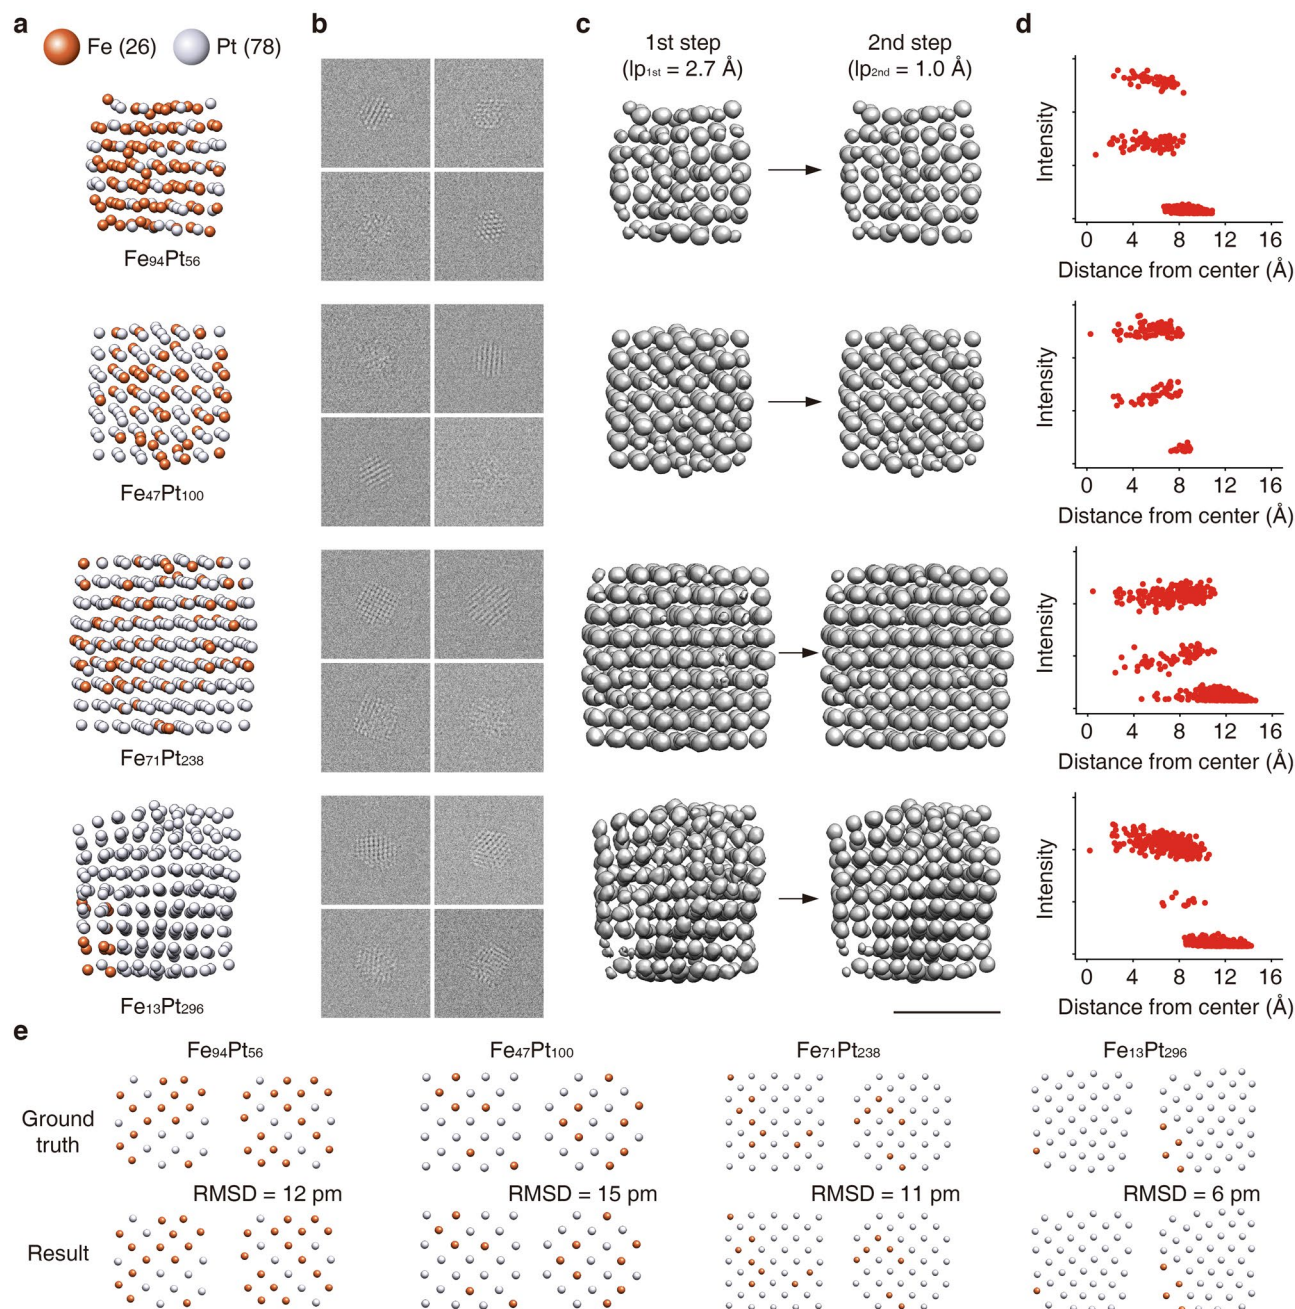 a
Fe (26) Pt (78)
Fe94Pt56
Fe47Pt100
Fe71Pt238
Fe13Pt296
b
c
1st step
(lp1st = 2.7 Å)
2nd step
(lp2nd = 1.0 Å)
d
Intensity
0 4 8 12 16
Distance from center (Å)
Intensity
0 4 8 12 16
Distance from center (Å)
Intensity
0 4 8 12 16
Distance from center (Å)
Intensity
0 4 8 12 16
Distance from center (Å)
e
Fe94Pt56 Fe47Pt100 Fe71Pt238 Fe13Pt296
Ground
truth
RMSD = 12 pm RMSD = 15 pm RMSD = 11 pm RMSD = 6 pm
Result